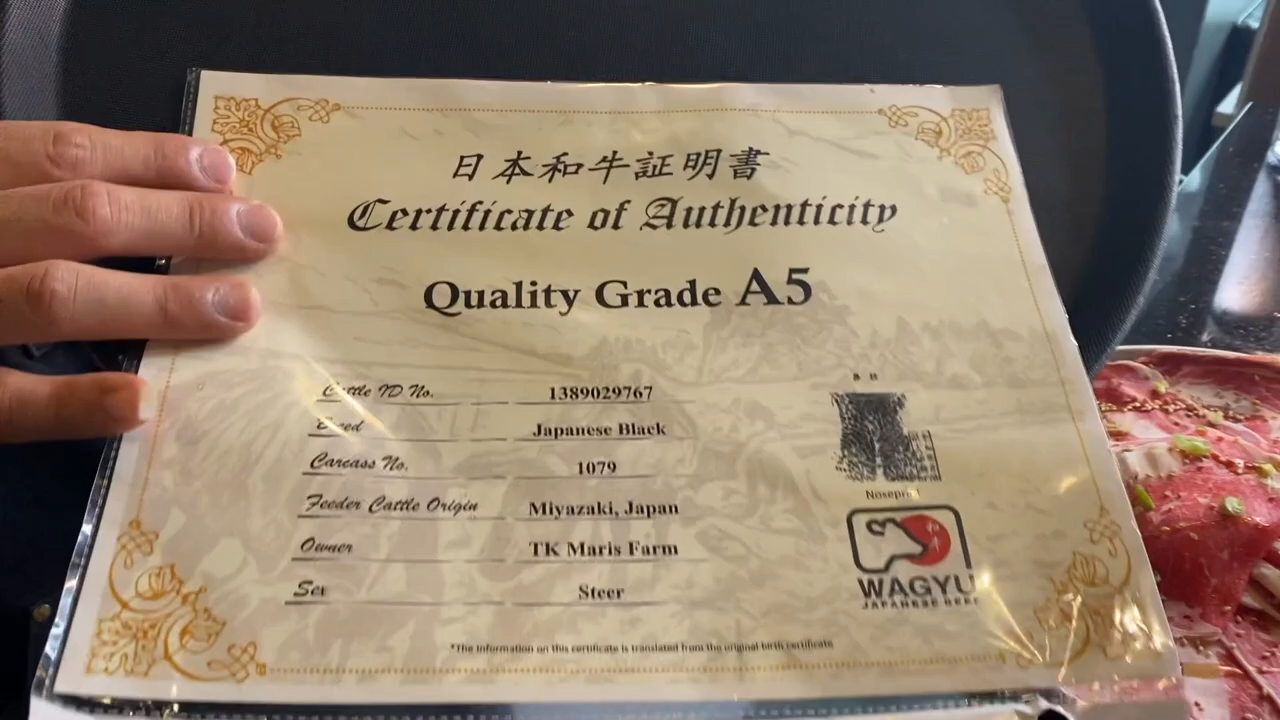 日本和牛証明書
Certificate of Authenticity
Quality Grade A5
Cattle ID No. 1389029767
Breed Japanese Black
Carcass No. 1079
Feeder Cattle Origin Miyazaki, Japan
Owner TK Maris Farm
Sex Steer
Noseprint
和牛
WAGYU
JAPANESE BEEF
*The information on this certificate is translated from the original birth certificate